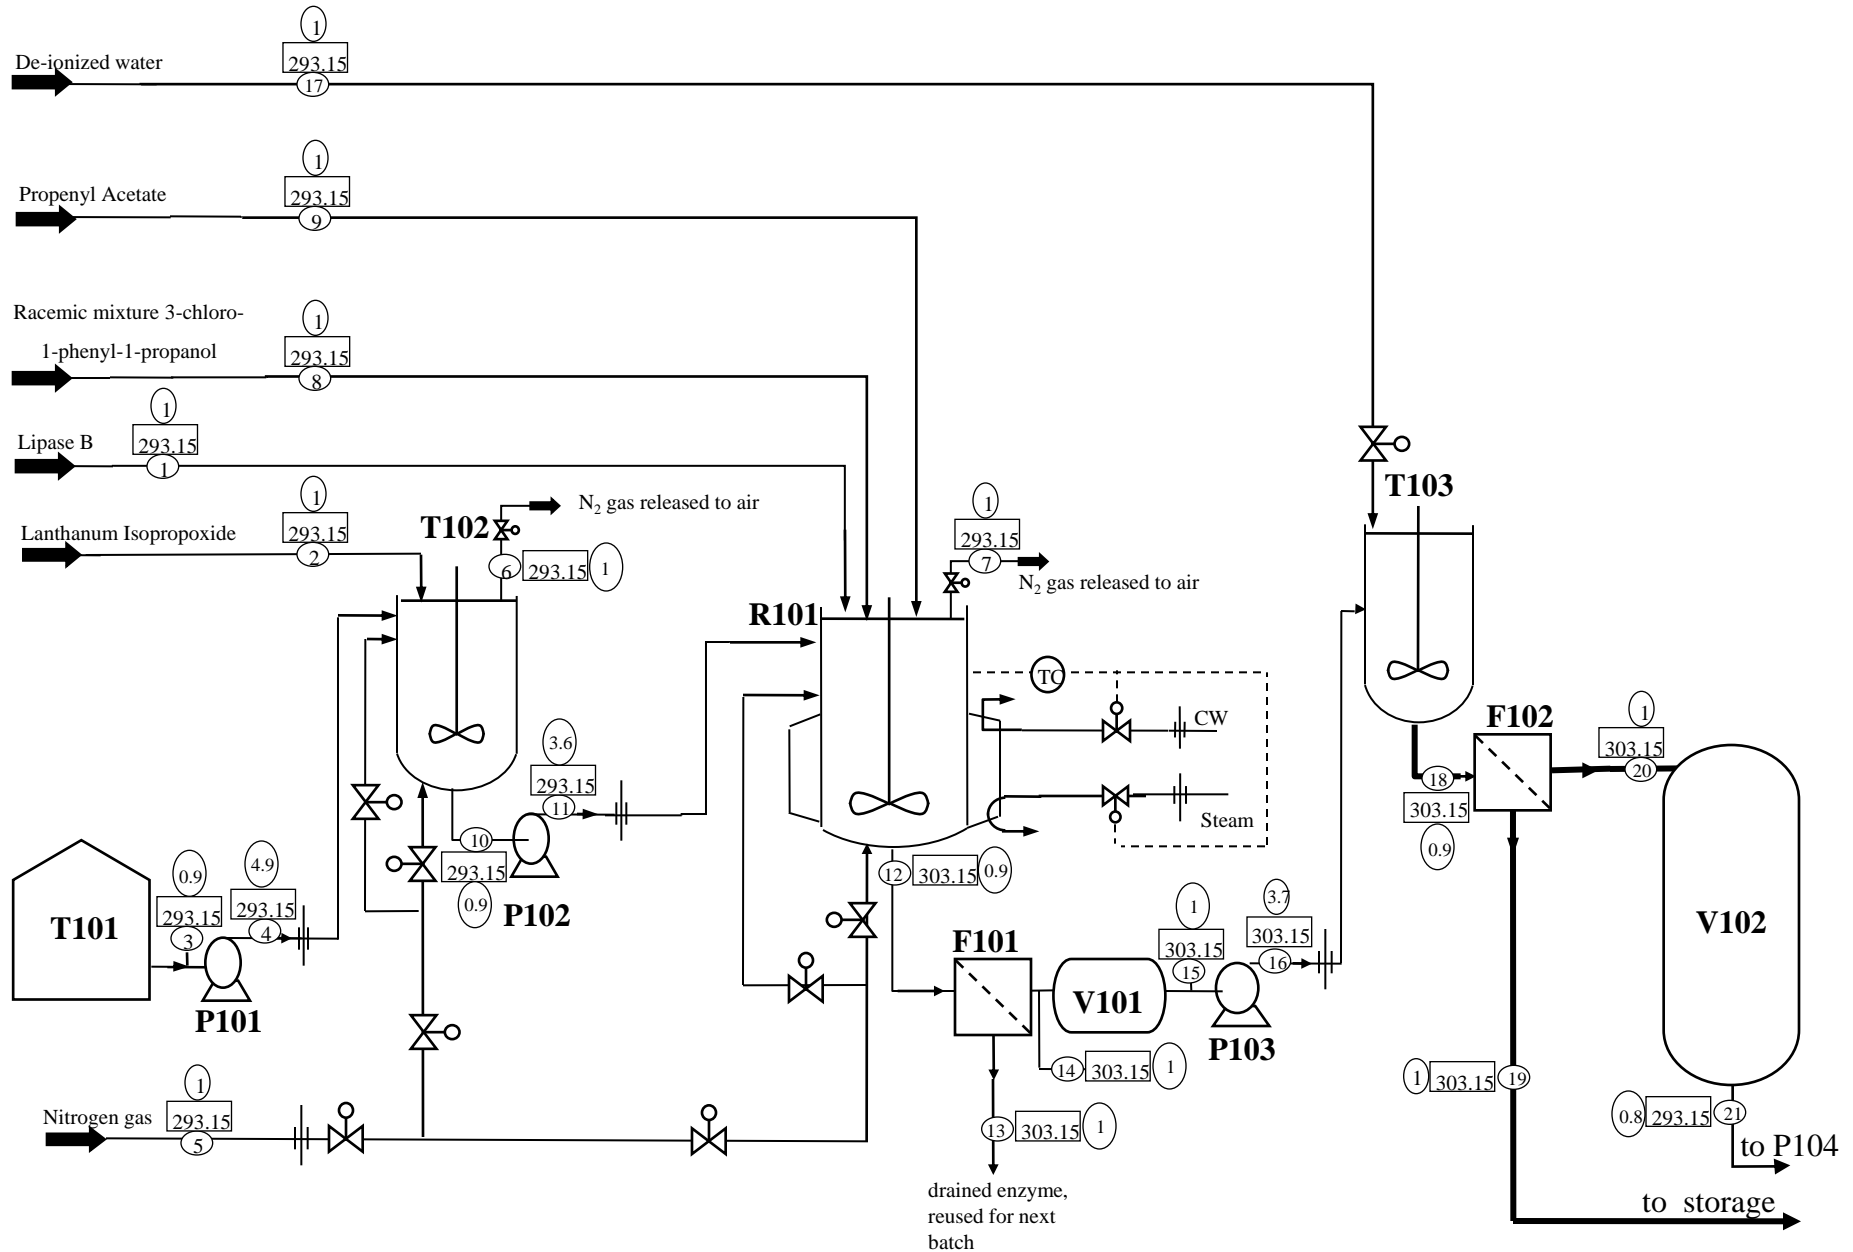 1
293.15
De-ionized water
17
1
293.15
Propenyl Acetate
9
Racemic mixture 3-chloro-
1-phenyl-1-propanol
1
293.15
8
1
293.15
Lipase B
1
1
293.15
Lanthanum Isopropoxide
2
T102
N2 gas released to air
6
293.15
1
1
293.15
7
N2 gas released to air
R101
T103
TC
CW
Steam
F102
1
303.15
20
18
303.15
0.9
3.6
293.15
11
10
293.15
0.9
P102
T101
0.9
293.15
3
4.9
293.15
4
P101
12
303.15
0.9
F101
V101
1
303.15
15
3.7
303.15
16
P103
V102
14
303.15
1
1
303.15
19
0.8
293.15
21
to P104
to storage
Nitrogen gas
1
293.15
5
13
303.15
1
drained enzyme,
reused for next
batch